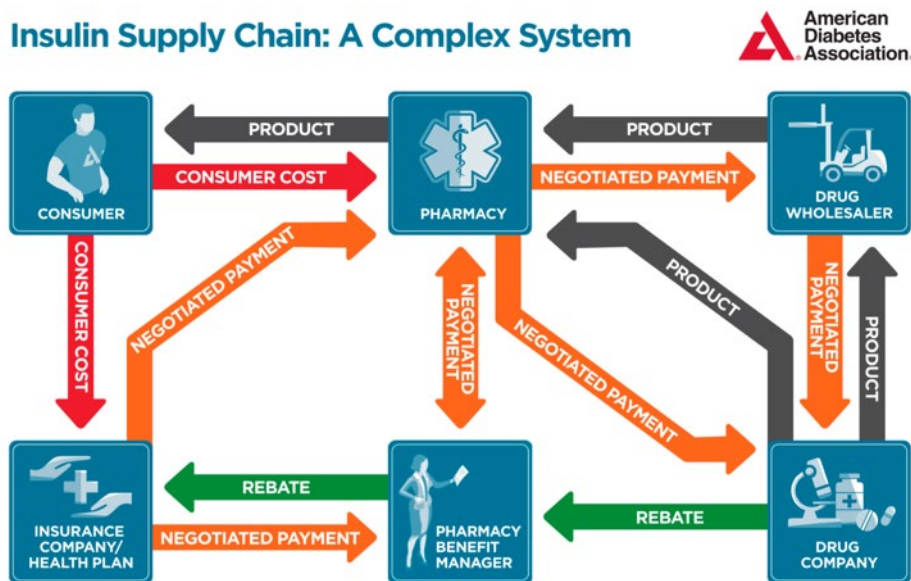 Insulin Supply Chain: A Complex System
American
Diabetes
Association.
PRODUCT
PRODUCT
CONSUMER COST
NEGOTIATED PAYMENT
CONSUMER
PHARMACY
DRUG
WHOLESALER
CONSUMER COST
NEGOTIATED PAYMENT
NEGOTIATED
PAYMENT
NEGOTIATED PAYMENT
PRODUCT
NEGOTIATED
PAYMENT
PRODUCT
REBATE
REBATE
NEGOTIATED PAYMENT
INSURANCE
COMPANY/
HEALTH PLAN
PHARMACY
BENEFIT
MANAGER
DRUG
COMPANY